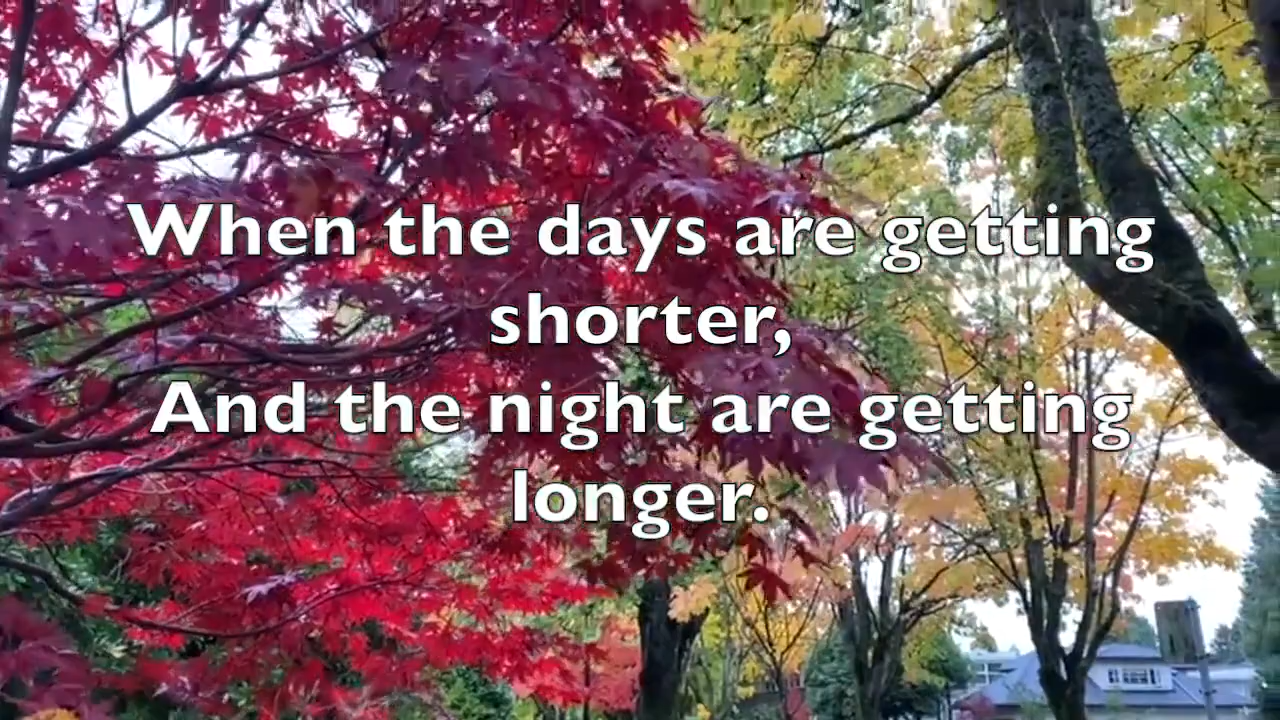 When the days are getting
shorter,
And the night are getting
longer.